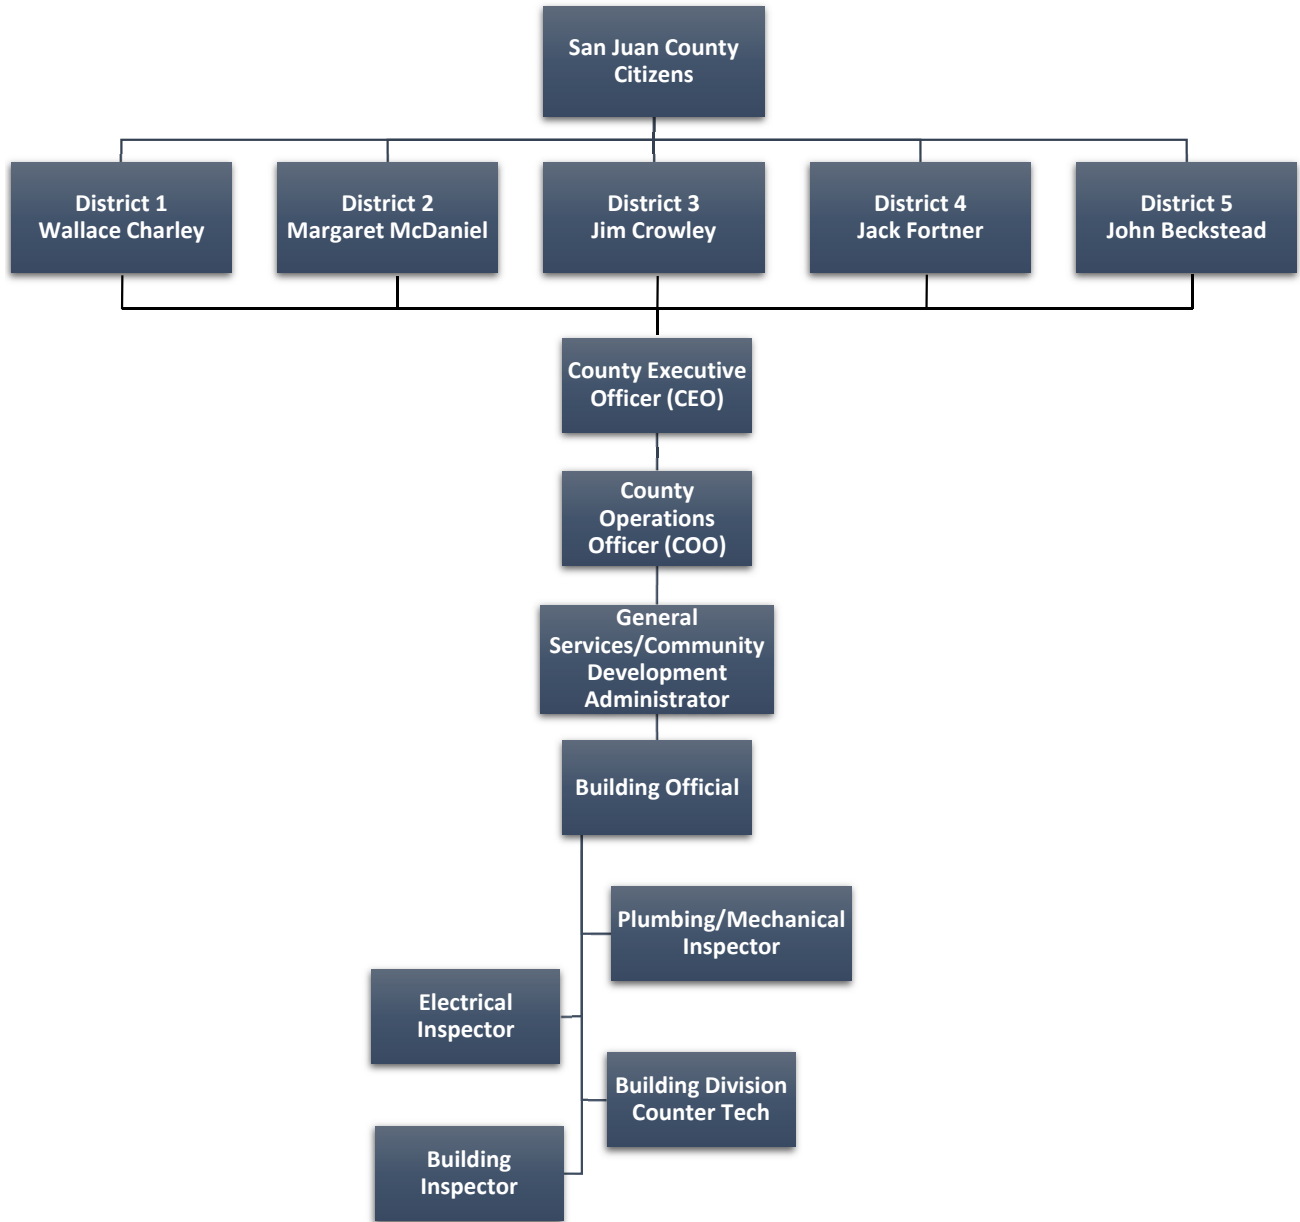 San Juan County
Citizens
District 1
Wallace Charley
District 2
Margaret McDaniel
District 3
Jim Crowley
District 4
Jack Fortner
District 5
John Beckstead
County Executive
Officer (CEO)
County
Operations
Officer (COO)
General
Services/Community
Development
Administrator
Building Official
Plumbing/Mechanical
Inspector
Electrical
Inspector
Building Division
Counter Tech
Building
Inspector